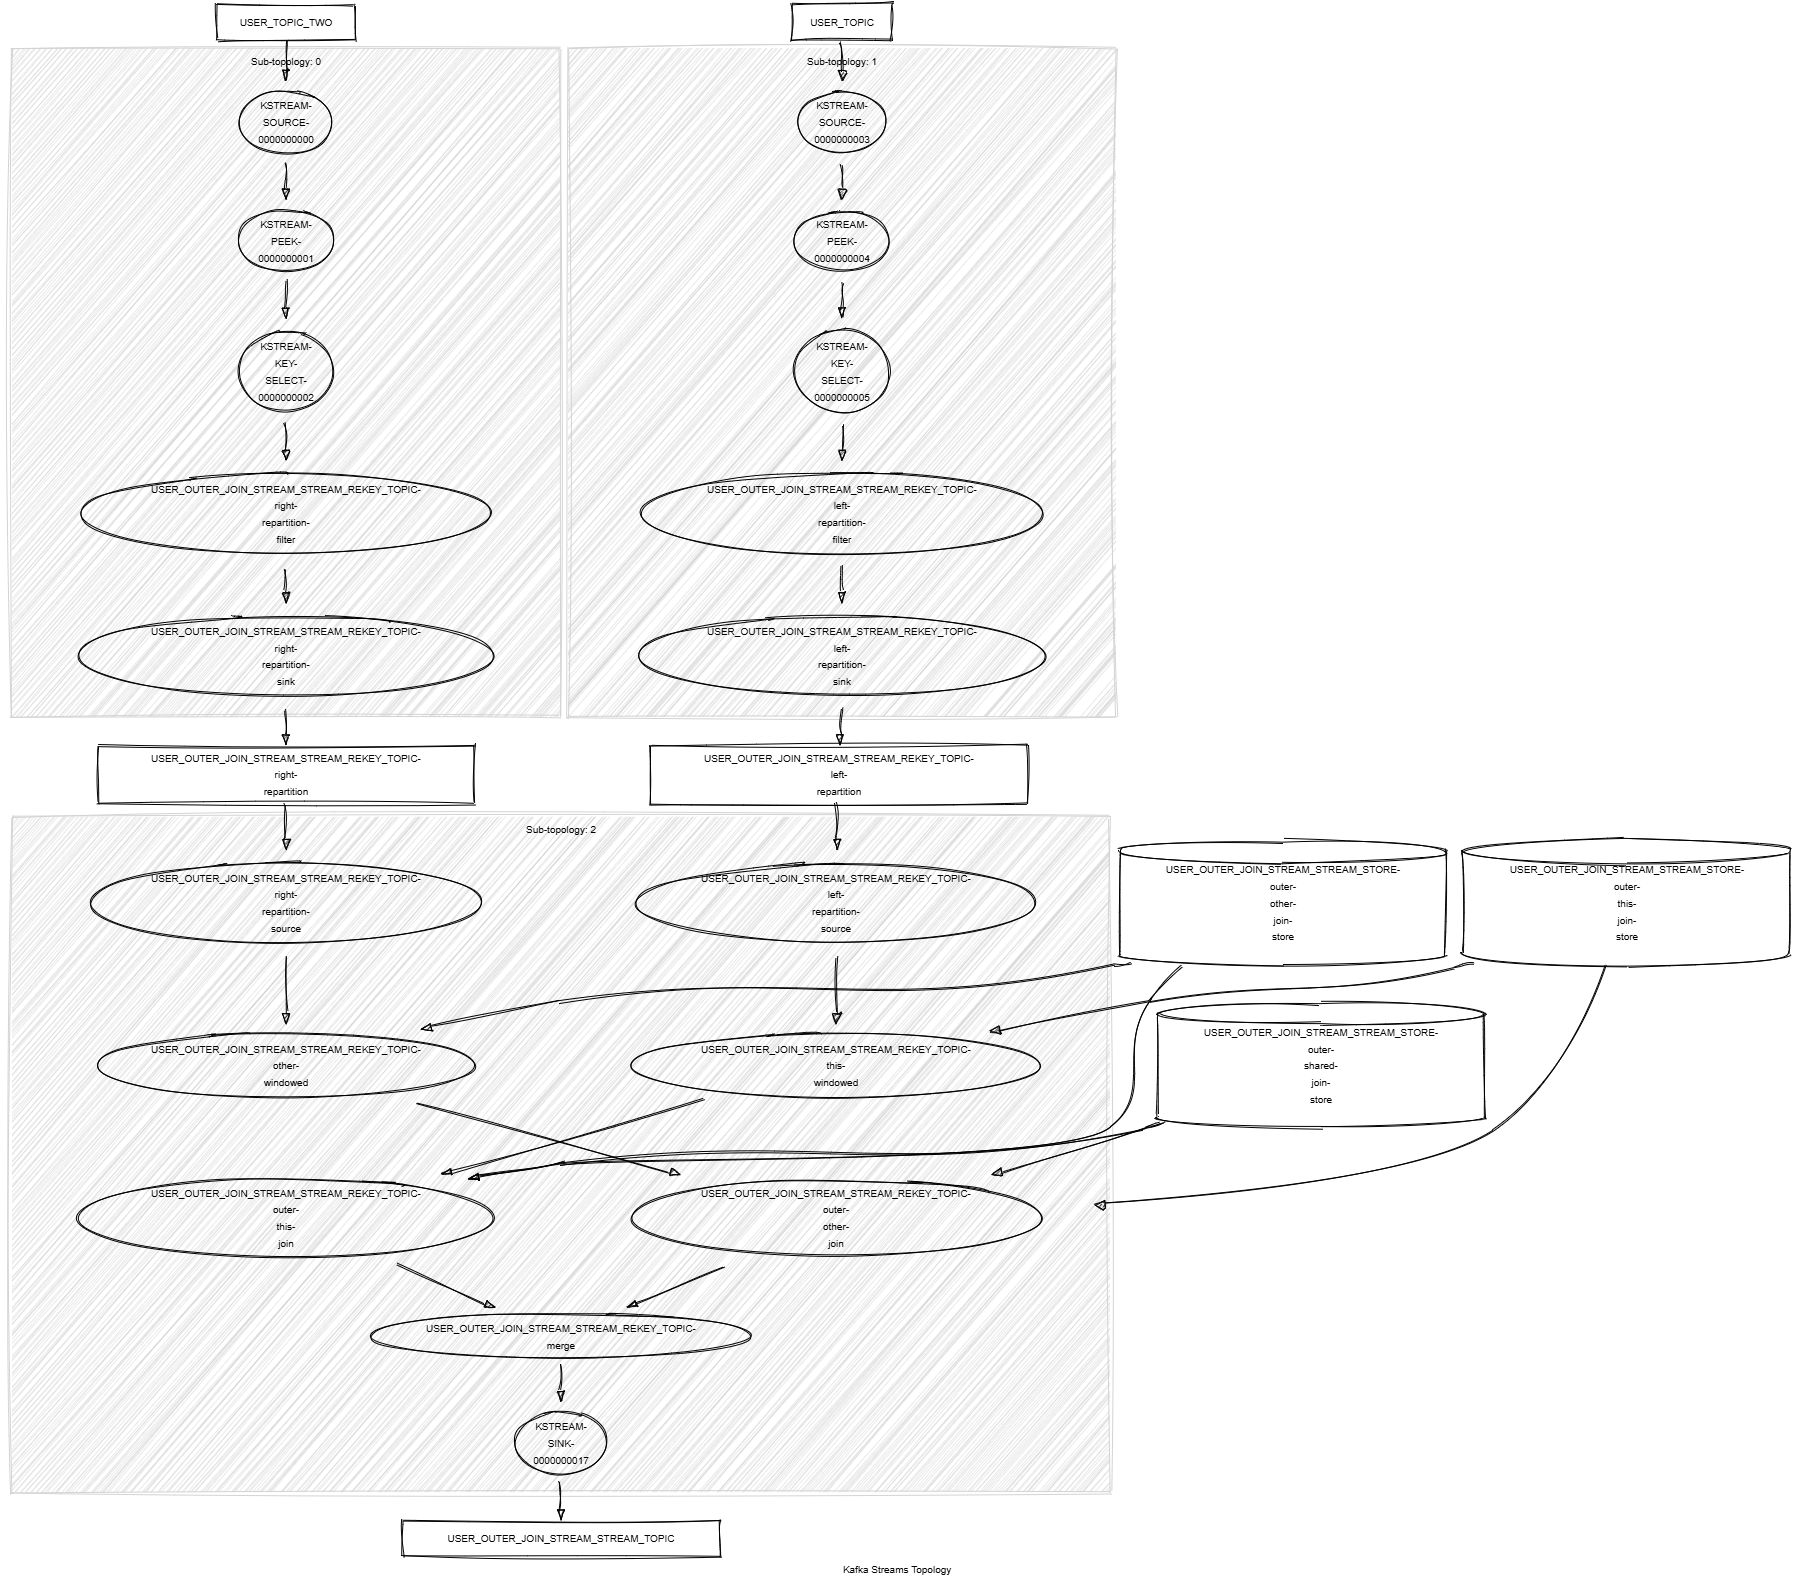 USER_TOPIC_TWO
USER_TOPIC
Sub-topology: 0
KSTREAM-
SOURCE-
0000000000
KSTREAM-
PEEK-
0000000001
KSTREAM-
KEY-
SELECT-
0000000002
USER_OUTER_JOIN_STREAM_STREAM_REKEY_TOPIC-
right-
repartition-
filter
USER_OUTER_JOIN_STREAM_STREAM_REKEY_TOPIC-
right-
repartition-
sink
Sub-topology: 1
KSTREAM-
SOURCE-
0000000003
KSTREAM-
PEEK-
0000000004
KSTREAM-
KEY-
SELECT-
0000000005
USER_OUTER_JOIN_STREAM_STREAM_REKEY_TOPIC-
left-
repartition-
filter
USER_OUTER_JOIN_STREAM_STREAM_REKEY_TOPIC-
left-
repartition-
sink
USER_OUTER_JOIN_STREAM_STREAM_REKEY_TOPIC-
right-
repartition
USER_OUTER_JOIN_STREAM_STREAM_REKEY_TOPIC-
left-
repartition
Sub-topology: 2
USER_OUTER_JOIN_STREAM_STREAM_REKEY_TOPIC-
right-
repartition-
source
USER_OUTER_JOIN_STREAM_STREAM_REKEY_TOPIC-
left-
repartition-
source
USER_OUTER_JOIN_STREAM_STREAM_STORE-
outer-
other-
join-
store
USER_OUTER_JOIN_STREAM_STREAM_STORE-
outer-
this-
join-
store
USER_OUTER_JOIN_STREAM_STREAM_REKEY_TOPIC-
other-
windowed
USER_OUTER_JOIN_STREAM_STREAM_REKEY_TOPIC-
this-
windowed
USER_OUTER_JOIN_STREAM_STREAM_STORE-
outer-
shared-
join-
store
USER_OUTER_JOIN_STREAM_STREAM_REKEY_TOPIC-
outer-
this-
join
USER_OUTER_JOIN_STREAM_STREAM_REKEY_TOPIC-
outer-
other-
join
USER_OUTER_JOIN_STREAM_STREAM_REKEY_TOPIC-
merge
KSTREAM-
SINK-
0000000017
USER_OUTER_JOIN_STREAM_STREAM_TOPIC
Kafka Streams Topology